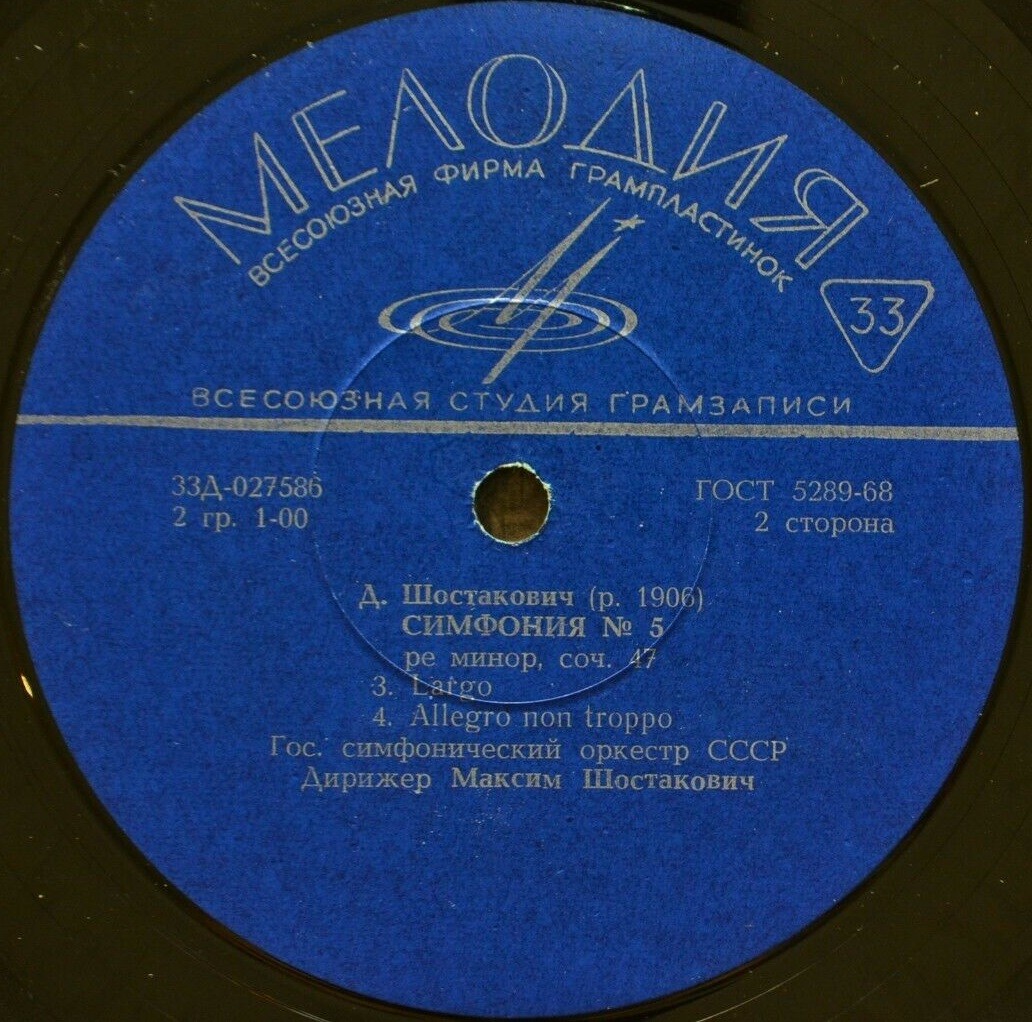 МЕЛОДИЯ
ВСЕСОЮЗНАЯ ФИРМА ГРАМПЛАСТИНОК
33
ВСЕСОЮЗНАЯ СТУДИЯ ГРАМЗАПИСИ
33Д-027586
2 гр. 1-00
ГОСТ 5289-68
2 сторона
Д. Шостакович (р. 1906)
СИМФОНИЯ № 5
ре минор, соч. 47
3. Largo
4. Allegro non troppo
Гос. симфонический оркестр СССР
Дирижер Максим Шостакович